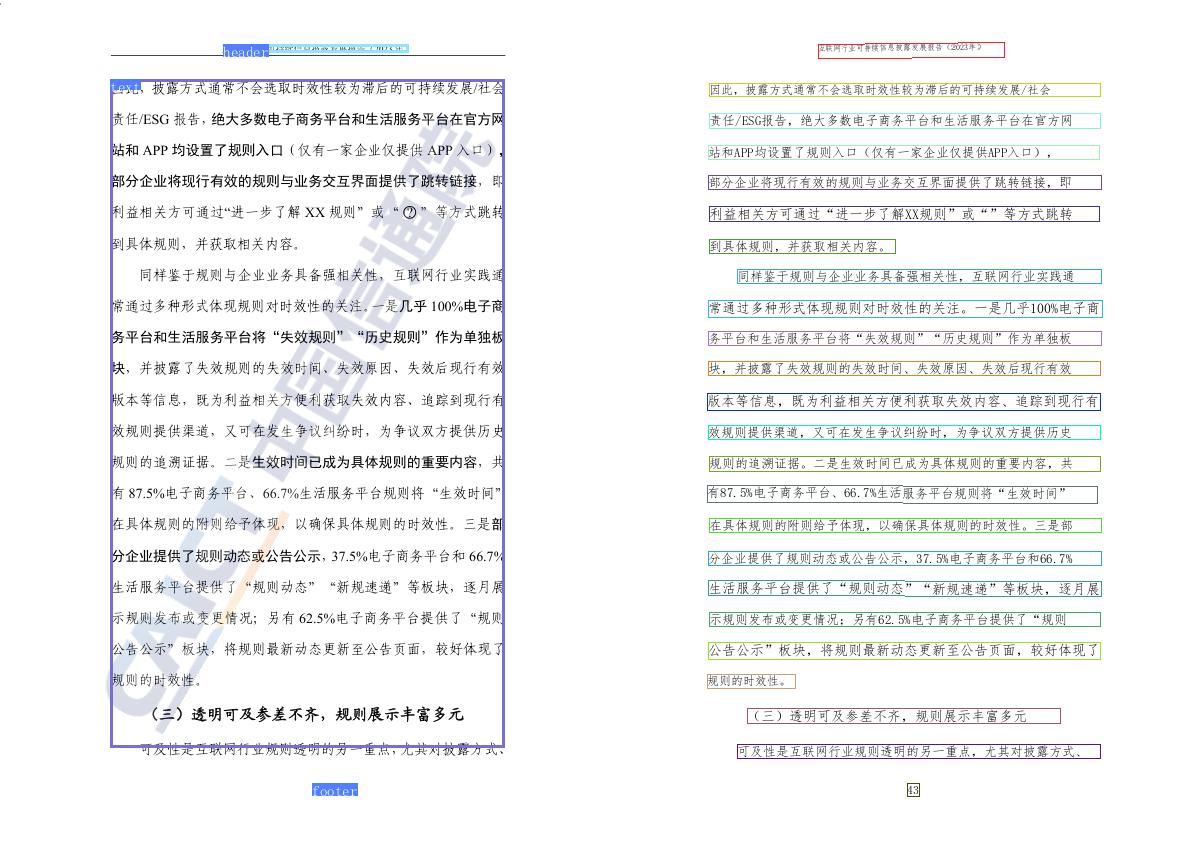 header
text
因此，披露方式通常不会选取时效性较为滞后的可持续发展/社会
责任/ESG 报告，绝大多数电子商务平台和生活服务平台在官方网
站和 APP 均设置了规则入口（仅有一家企业仅提供 APP 入口），
部分企业将现行有效的规则与业务交互界面提供了跳转链接，即
利益相关方可通过“进一步了解 XX 规则”或“?”等方式跳转
到具体规则，并获取相关内容。
同样鉴于规则与企业业务具备强相关性，互联网行业实践通
常通过多种形式体现规则对时效性的关注。一是几乎 100%电子商
务平台和生活服务平台将“失效规则”“历史规则”作为单独板
块，并披露了失效规则的失效时间、失效原因、失效后现行有效
版本等信息，既为利益相关方便利获取失效内容、追踪到现行有
效规则提供渠道，又可在发生争议纠纷时，为争议双方提供历史
规则的追溯证据。二是生效时间已成为具体规则的重要内容，共
有 87.5%电子商务平台、66.7%生活服务平台规则将“生效时间”
在具体规则的附则给予体现，以确保具体规则的时效性。三是部
分企业提供了规则动态或公告公示，37.5%电子商务平台和 66.7%
生活服务平台提供了“规则动态”“新规速递”等板块，逐月展
示规则发布或变更情况；另有 62.5%电子商务平台提供了“规则
公告公示”板块，将规则最新动态更新至公告页面，较好体现了
规则的时效性。
（三）透明可及参差不齐，规则展示丰富多元
可及性是互联网行业规则透明的另一重点，尤其对披露方式、
footer
CAICT 中国信通院
互联网行业可持续信息披露发展报告（2023年）
因此，披露方式通常不会选取时效性较为滞后的可持续发展/社会
责任/ESG报告，绝大多数电子商务平台和生活服务平台在官方网
站和APP均设置了规则入口（仅有一家企业仅提供APP入口），
部分企业将现行有效的规则与业务交互界面提供了跳转链接，即
利益相关方可通过“进一步了解XX规则”或“”等方式跳转
到具体规则，并获取相关内容。
同样鉴于规则与企业业务具备强相关性，互联网行业实践通
常通过多种形式体现规则对时效性的关注。一是几乎100%电子商
务平台和生活服务平台将“失效规则”“历史规则”作为单独板
块，并披露了失效规则的失效时间、失效原因、失效后现行有效
版本等信息，既为利益相关方便利获取失效内容、追踪到现行有
效规则提供渠道，又可在发生争议纠纷时，为争议双方提供历史
规则的追溯证据。二是生效时间已成为具体规则的重要内容，共
有87.5%电子商务平台、66.7%生活服务平台规则将“生效时间”
在具体规则的附则给予体现，以确保具体规则的时效性。三是部
分企业提供了规则动态或公告公示，37.5%电子商务平台和66.7%
生活服务平台提供了“规则动态”“新规速递”等板块，逐月展
示规则发布或变更情况；另有62.5%电子商务平台提供了“规则
公告公示”板块，将规则最新动态更新至公告页面，较好体现了
规则的时效性。
（三）透明可及参差不齐，规则展示丰富多元
可及性是互联网行业规则透明的另一重点，尤其对披露方式、
43